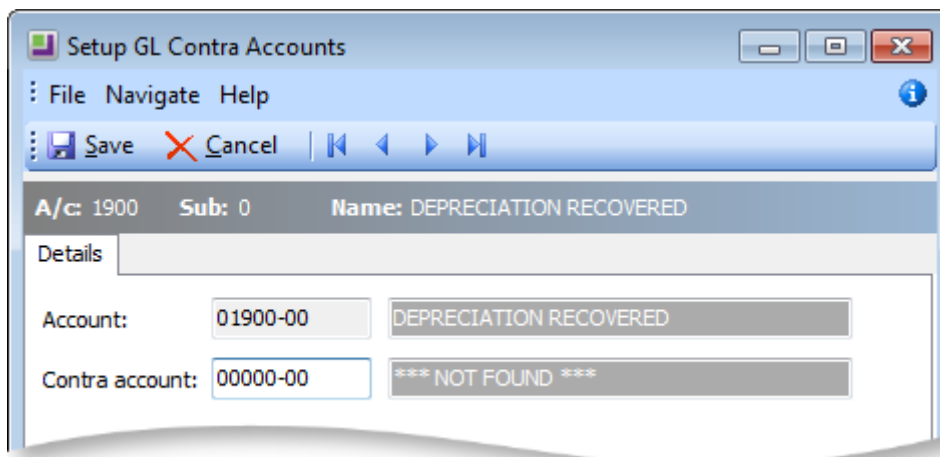 Setup GL Contra Accounts
File Navigate Help
Save Cancel
A/c: 1900 Sub: 0 Name: DEPRECIATION RECOVERED
Details
Account: 01900-00 DEPRECIATION RECOVERED
Contra account: 00000-00 *** NOT FOUND ***